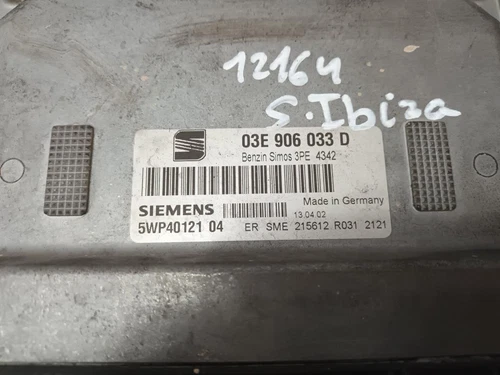 12164
S.Ibiza
03E 906 033 D
Benzin Simos 3PE 4342
SIEMENS
Made in Germany
13.04.02
5WP40121 04
ER SME 215612 R031 2121